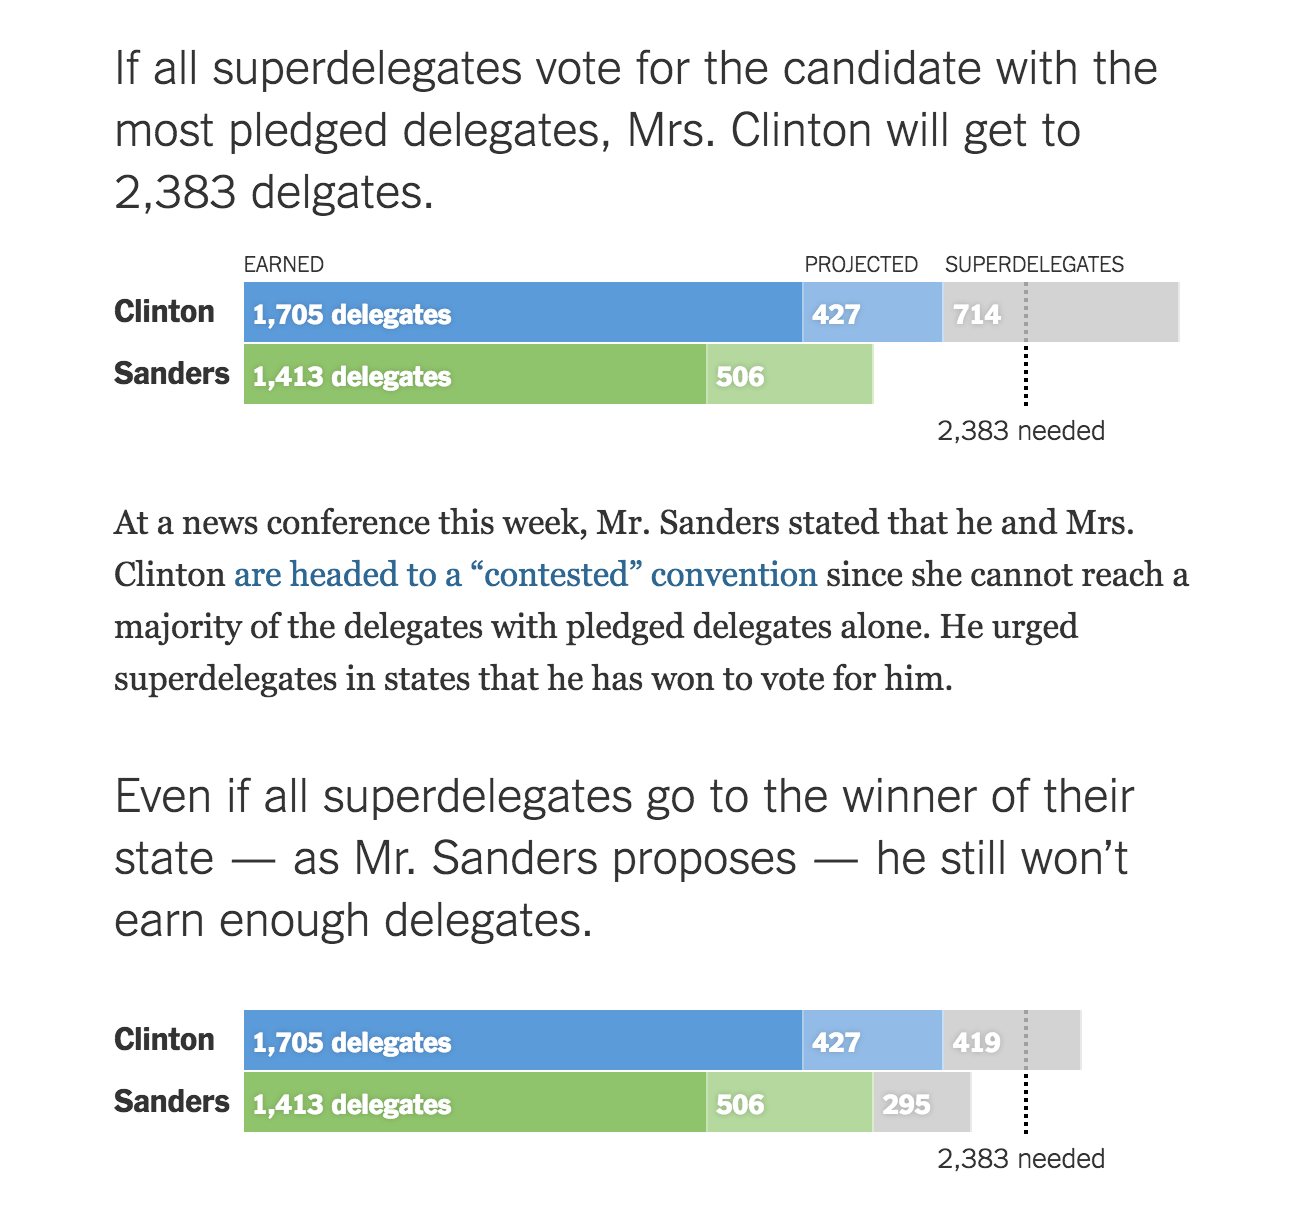 If all superdelegates vote for the candidate with the
most pledged delegates, Mrs. Clinton will get to
2,383 delgates.
EARNED PROJECTED SUPERDELEGATES
Clinton 1,705 delegates 427 714
Sanders 1,413 delegates 506
2,383 needed
At a news conference this week, Mr. Sanders stated that he and Mrs.
Clinton are headed to a “contested” convention since she cannot reach a
majority of the delegates with pledged delegates alone. He urged
superdelegates in states that he has won to vote for him.
Even if all superdelegates go to the winner of their
state — as Mr. Sanders proposes — he still won’t
earn enough delegates.
Clinton 1,705 delegates 427 419
Sanders 1,413 delegates 506 295
2,383 needed